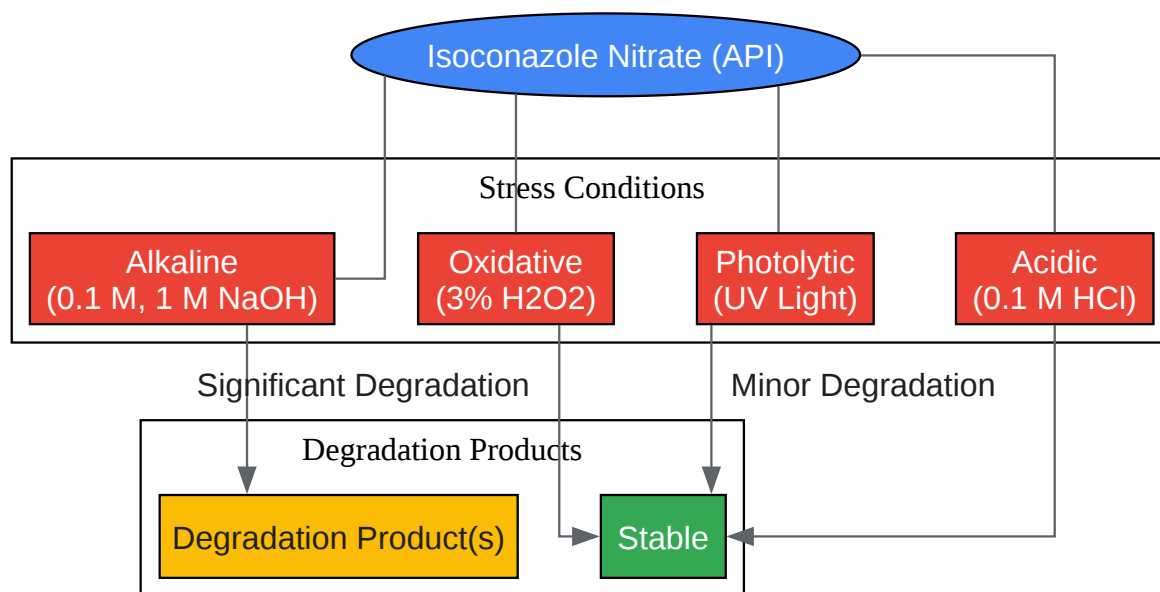 Isoconazole Nitrate (API)
Stress Conditions
Alkaline
(0.1 M, 1 M NaOH)
Oxidative
(3% H2O2)
Photolytic
(UV Light)
Acidic
(0.1 M HCl)
Significant Degradation
Minor Degradation
Degradation Products
Degradation Product(s)
Stable